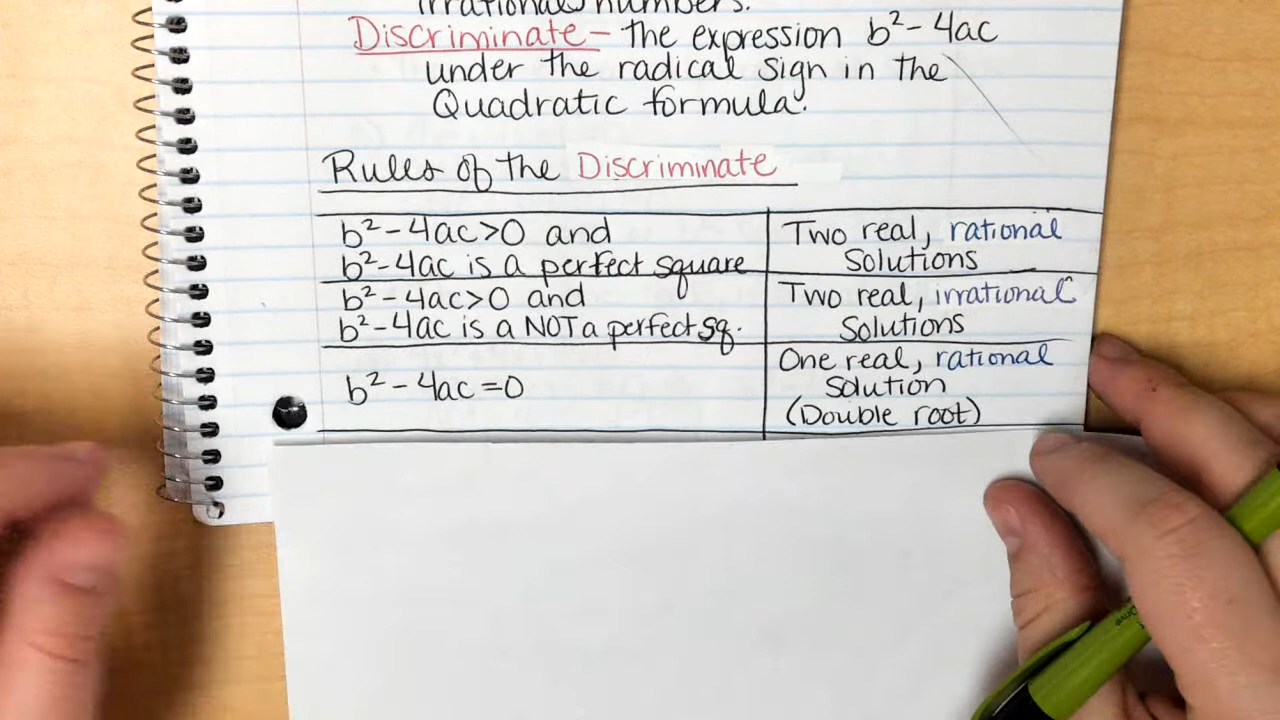 irrational numbers.
Discriminate - the expression b²- 4ac
under the radical sign in the
Quadratic formula.
Rules of the Discriminate
b²- 4ac>0 and
b²-4ac is a perfect square
Two real, rational
Solutions
b²-4ac>0 and
b²-4ac is a NOT a perfect sq.
Two real, irrational
Solutions
b²- 4ac =0
One real, rational
Solution
(Double root)